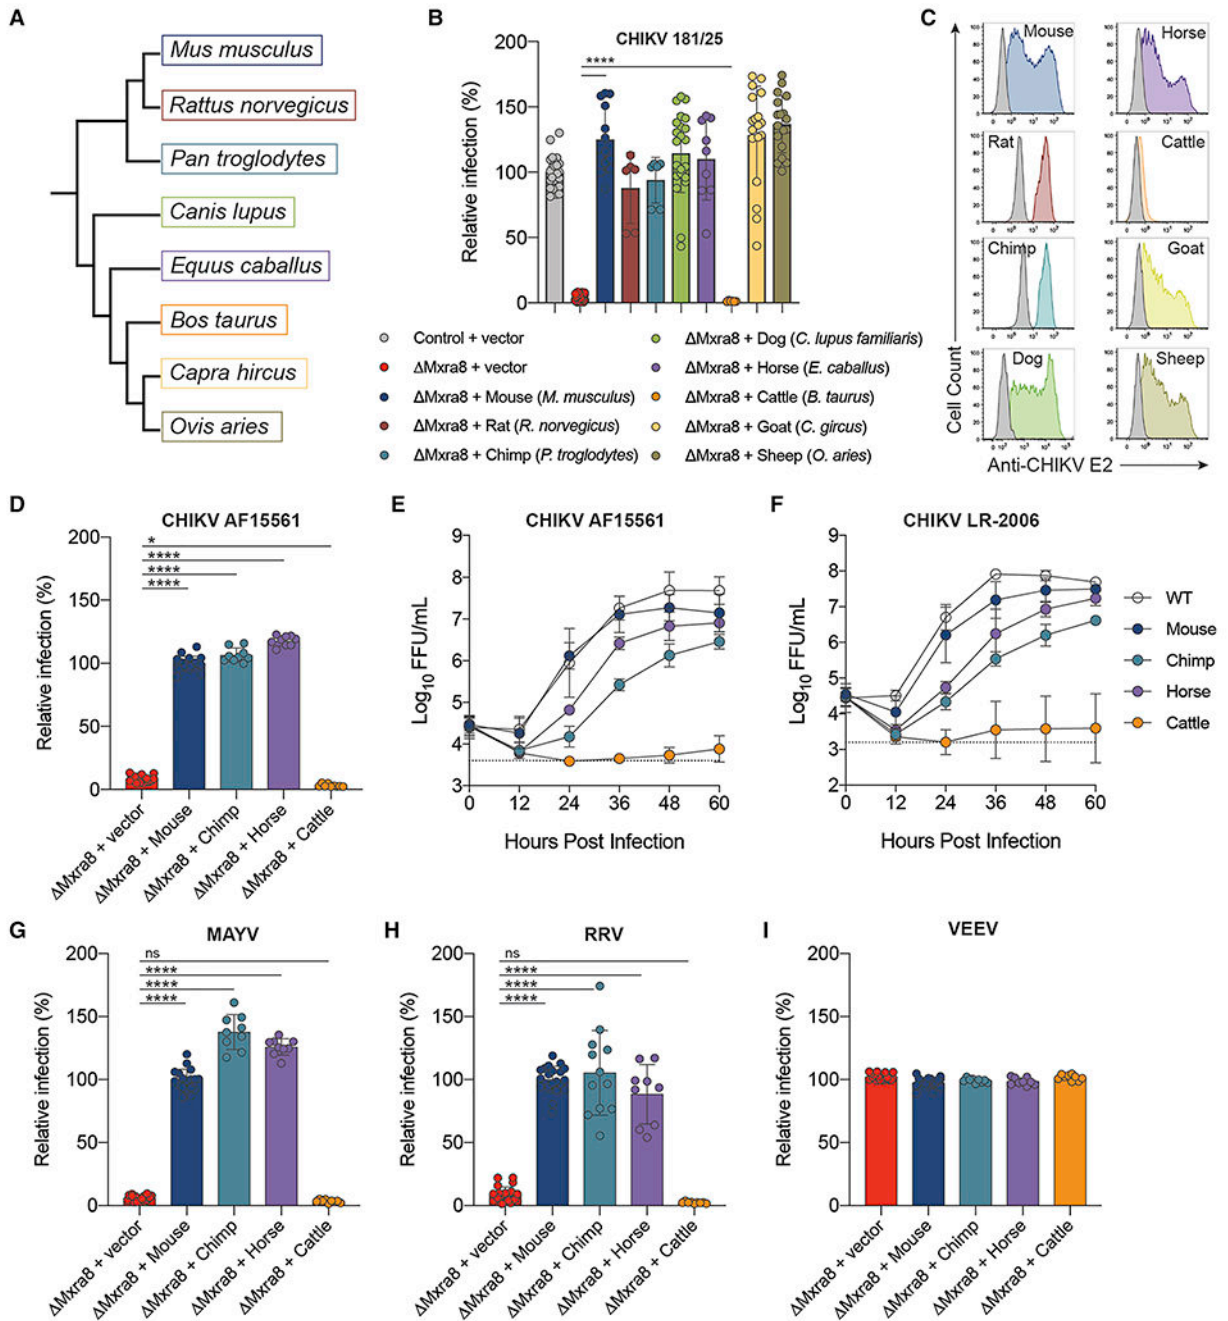 A
Mus musculus
Rattus norvegicus
Pan troglodytes
Canis lupus
Equus caballus
Bos taurus
Capra hircus
Ovis aries
B
CHIKV 181/25
Relative infection (%)
200
150
100
50
0
****
Control + vector
ΔMxra8 + vector
ΔMxra8 + Mouse (M. musculus)
ΔMxra8 + Rat (R. norvegicus)
ΔMxra8 + Chimp (P. troglodytes)
ΔMxra8 + Dog (C. lupus familiaris)
ΔMxra8 + Horse (E. caballus)
ΔMxra8 + Cattle (B. taurus)
ΔMxra8 + Goat (C. gircus)
ΔMxra8 + Sheep (O. aries)
C
Mouse
Horse
Rat
Cattle
Chimp
Goat
Dog
Sheep
Cell Count
Anti-CHIKV E2
D
CHIKV AF15561
Relative infection (%)
200
150
100
50
0
*
****
****
****
ΔMxra8 + vector
ΔMxra8 + Mouse
ΔMxra8 + Chimp
ΔMxra8 + Horse
ΔMxra8 + Cattle
E
CHIKV AF15561
Log10 FFU/mL
9
8
7
6
5
4
3
0 12 24 36 48 60
Hours Post Infection
F
CHIKV LR-2006
Log10 FFU/mL
9
8
7
6
5
4
3
2
0 12 24 36 48 60
Hours Post Infection
WT
Mouse
Chimp
Horse
Cattle
G
MAYV
Relative infection (%)
200
150
100
50
0
ns
****
****
****
ΔMxra8 + vector
ΔMxra8 + Mouse
ΔMxra8 + Chimp
ΔMxra8 + Horse
ΔMxra8 + Cattle
H
RRV
Relative infection (%)
200
150
100
50
0
ns
****
****
****
ΔMxra8 + vector
ΔMxra8 + Mouse
ΔMxra8 + Chimp
ΔMxra8 + Horse
ΔMxra8 + Cattle
I
VEEV
Relative infection (%)
200
150
100
50
0
ΔMxra8 + vector
ΔMxra8 + Mouse
ΔMxra8 + Chimp
ΔMxra8 + Horse
ΔMxra8 + Cattle